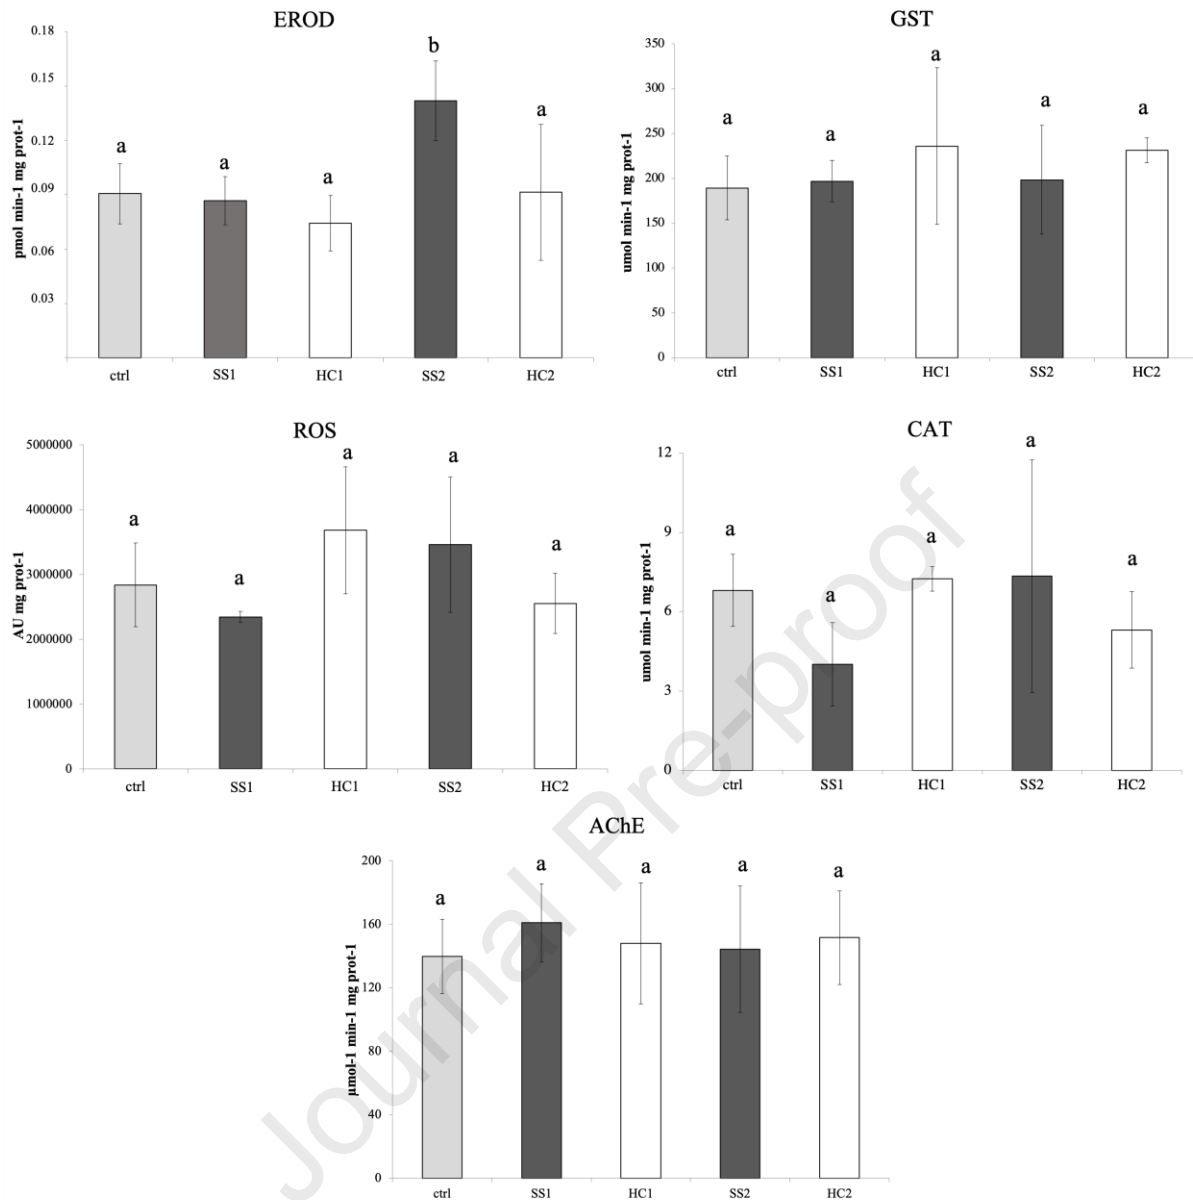 EROD
0.18
0.15
0.12
0.09
0.06
0.03
pmol min-1 mg prot-1
a
a
a
b
a
ctrl SS1 HC1 SS2 HC2
GST
350
300
250
200
150
100
50
0
umol min-1 mg prot-1
a
a
a
a
a
ctrl SS1 HC1 SS2 HC2
ROS
5000000
4000000
3000000
2000000
1000000
0
AU mg prot-1
a
a
a
a
a
ctrl SS1 HC1 SS2 HC2
CAT
12
9
6
3
0
umol min-1 mg prot-1
a
a
a
a
a
ctrl SS1 HC1 SS2 HC2
AChE
200
160
120
80
40
0
µmol-1 min-1 mg prot-1
a
a
a
a
a
ctrl SS1 HC1 SS2 HC2
Journal Pre-proof